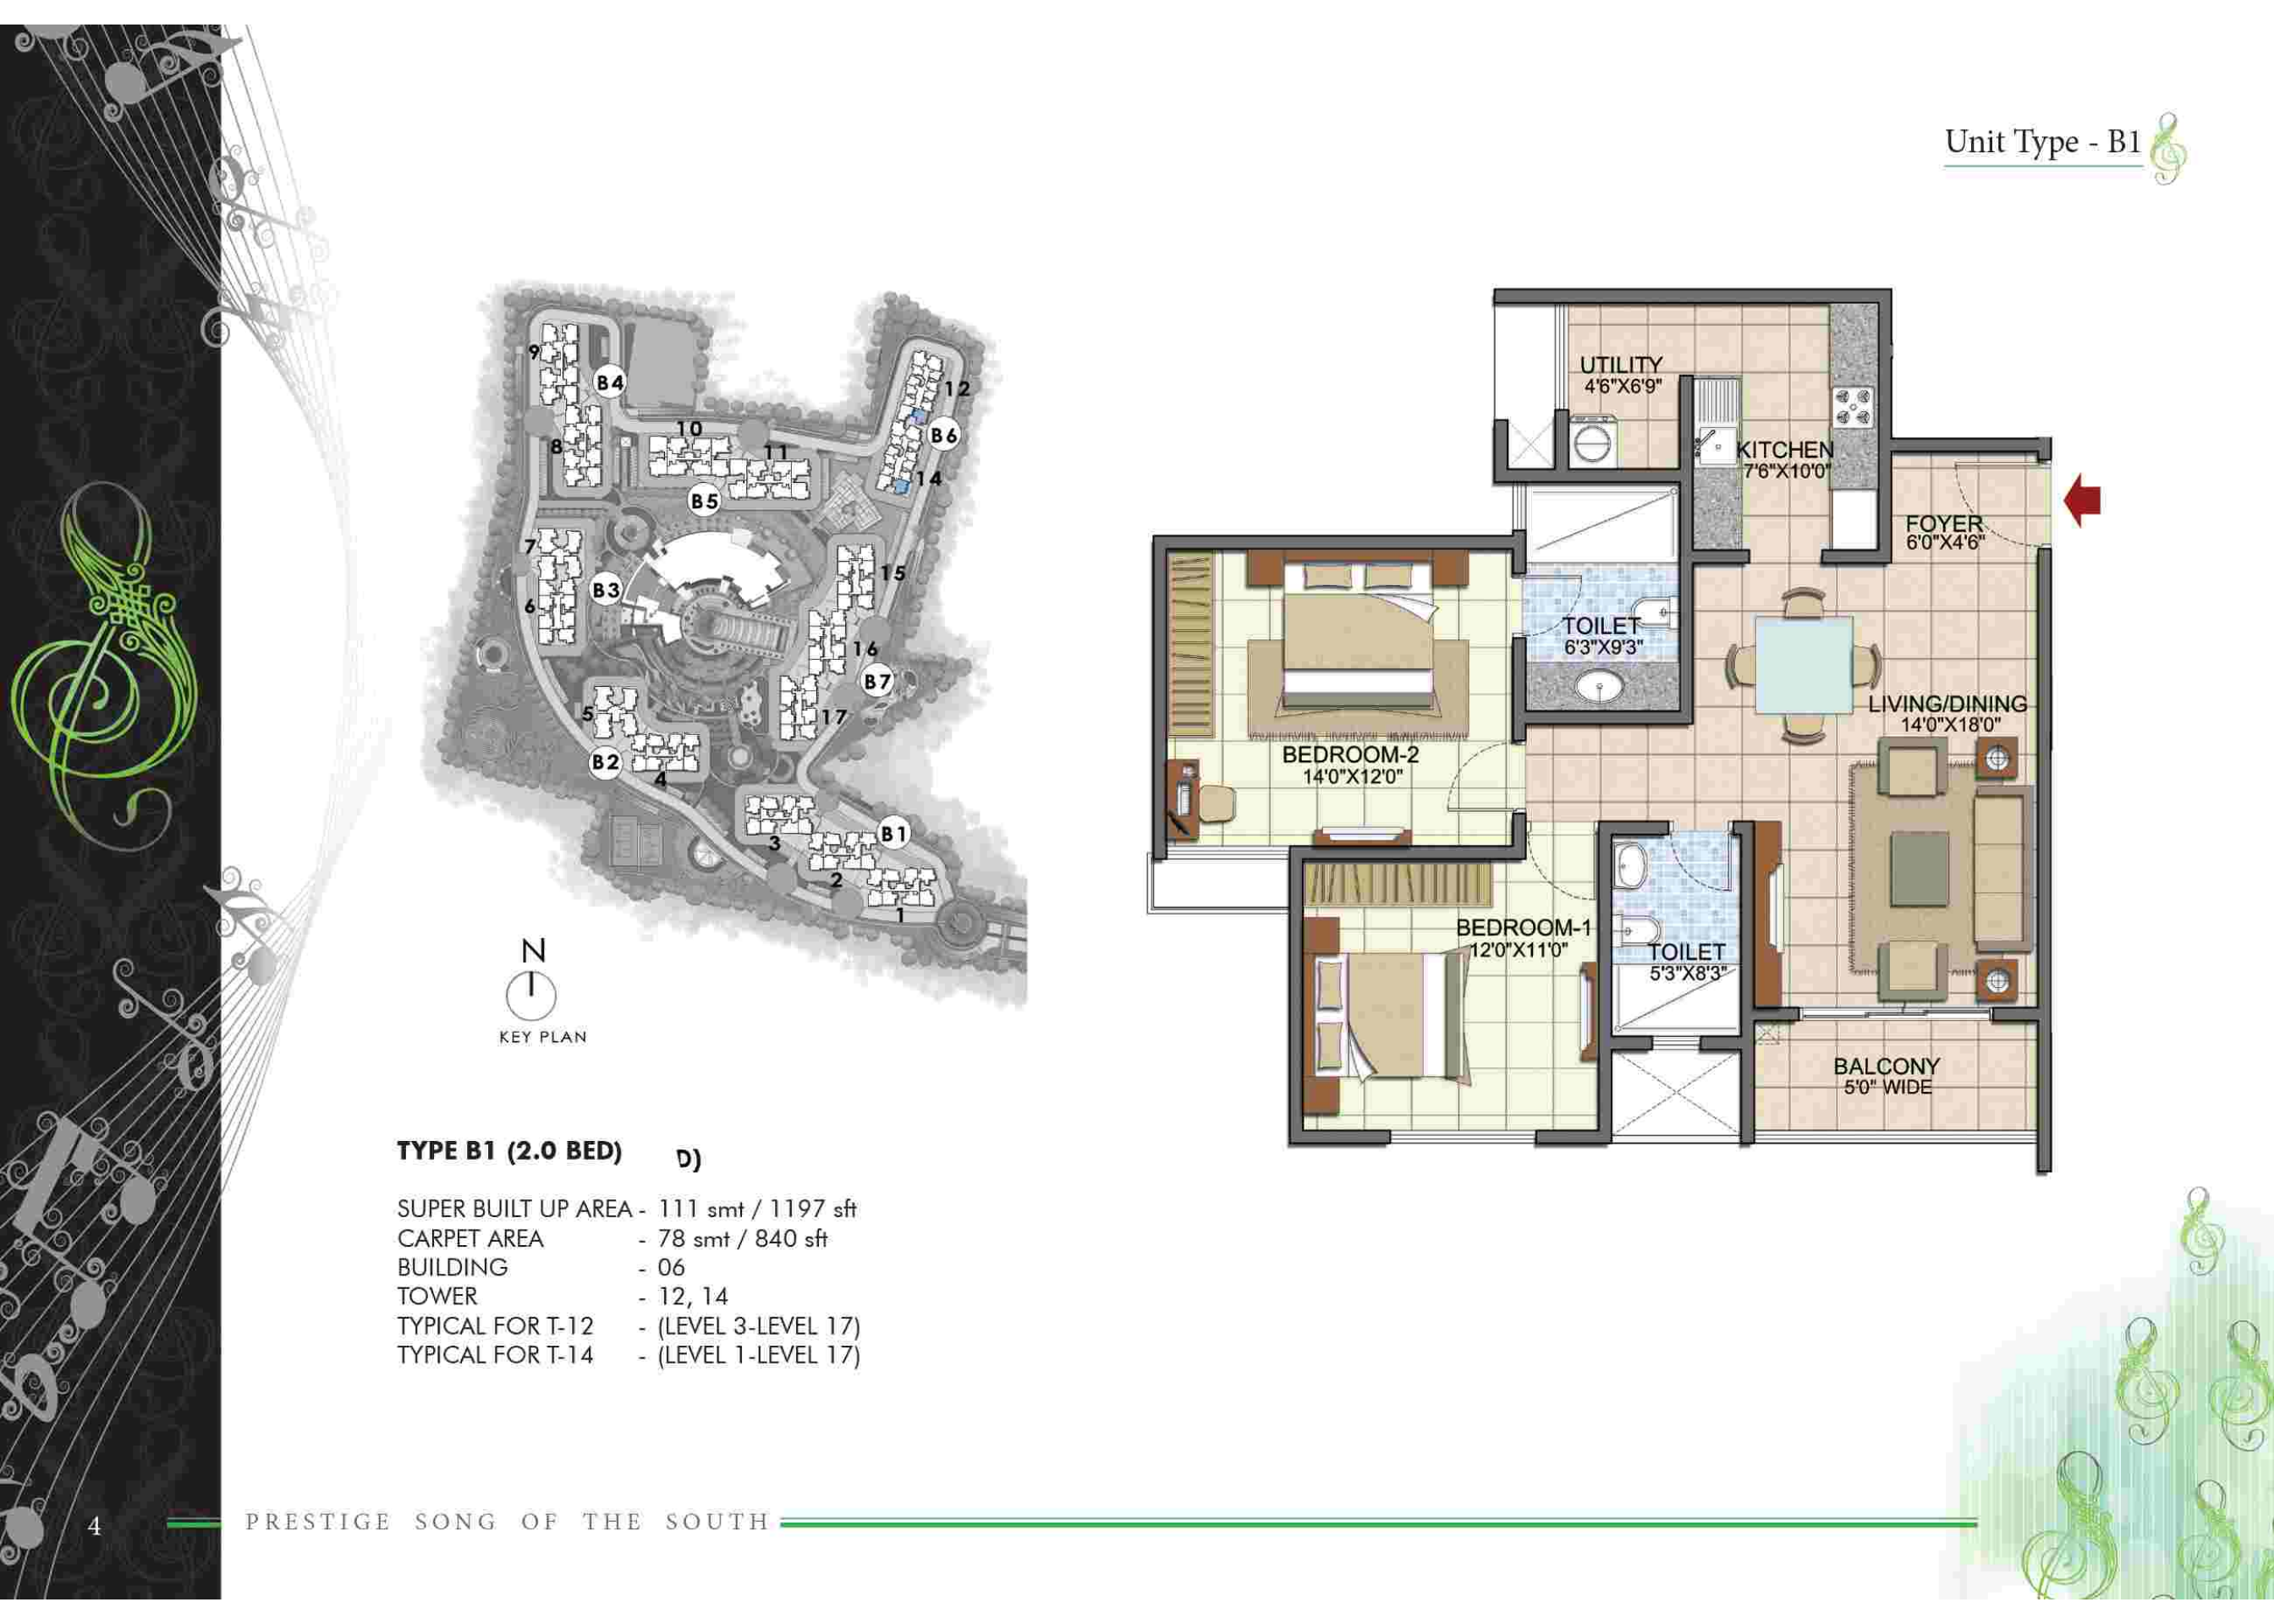 Unit Type - B1
9
B4
12
10
8
11
B6
14
B5
7
15
B3
6
16
B7
5
17
B2
4
B1
3
2
1
N
KEY PLAN
UTILITY
4'6"X6'9"
KITCHEN
7'6"X10'0"
FOYER
6'0"X4'6"
TOILET
6'3"X9'3"
LIVING/DINING
14'0"X18'0"
BEDROOM-2
14'0"X12'0"
BEDROOM-1
12'0"X11'0"
TOILET
5'3"X8'3"
BALCONY
5'0" WIDE
TYPE B1 (2.0 BED) D)
SUPER BUILT UP AREA - 111 smt / 1197 sft
CARPET AREA - 78 smt / 840 sft
BUILDING - 06
TOWER - 12, 14
TYPICAL FOR T-12 - (LEVEL 3-LEVEL 17)
TYPICAL FOR T-14 - (LEVEL 1-LEVEL 17)
4 PRESTIGE SONG OF THE SOUTH